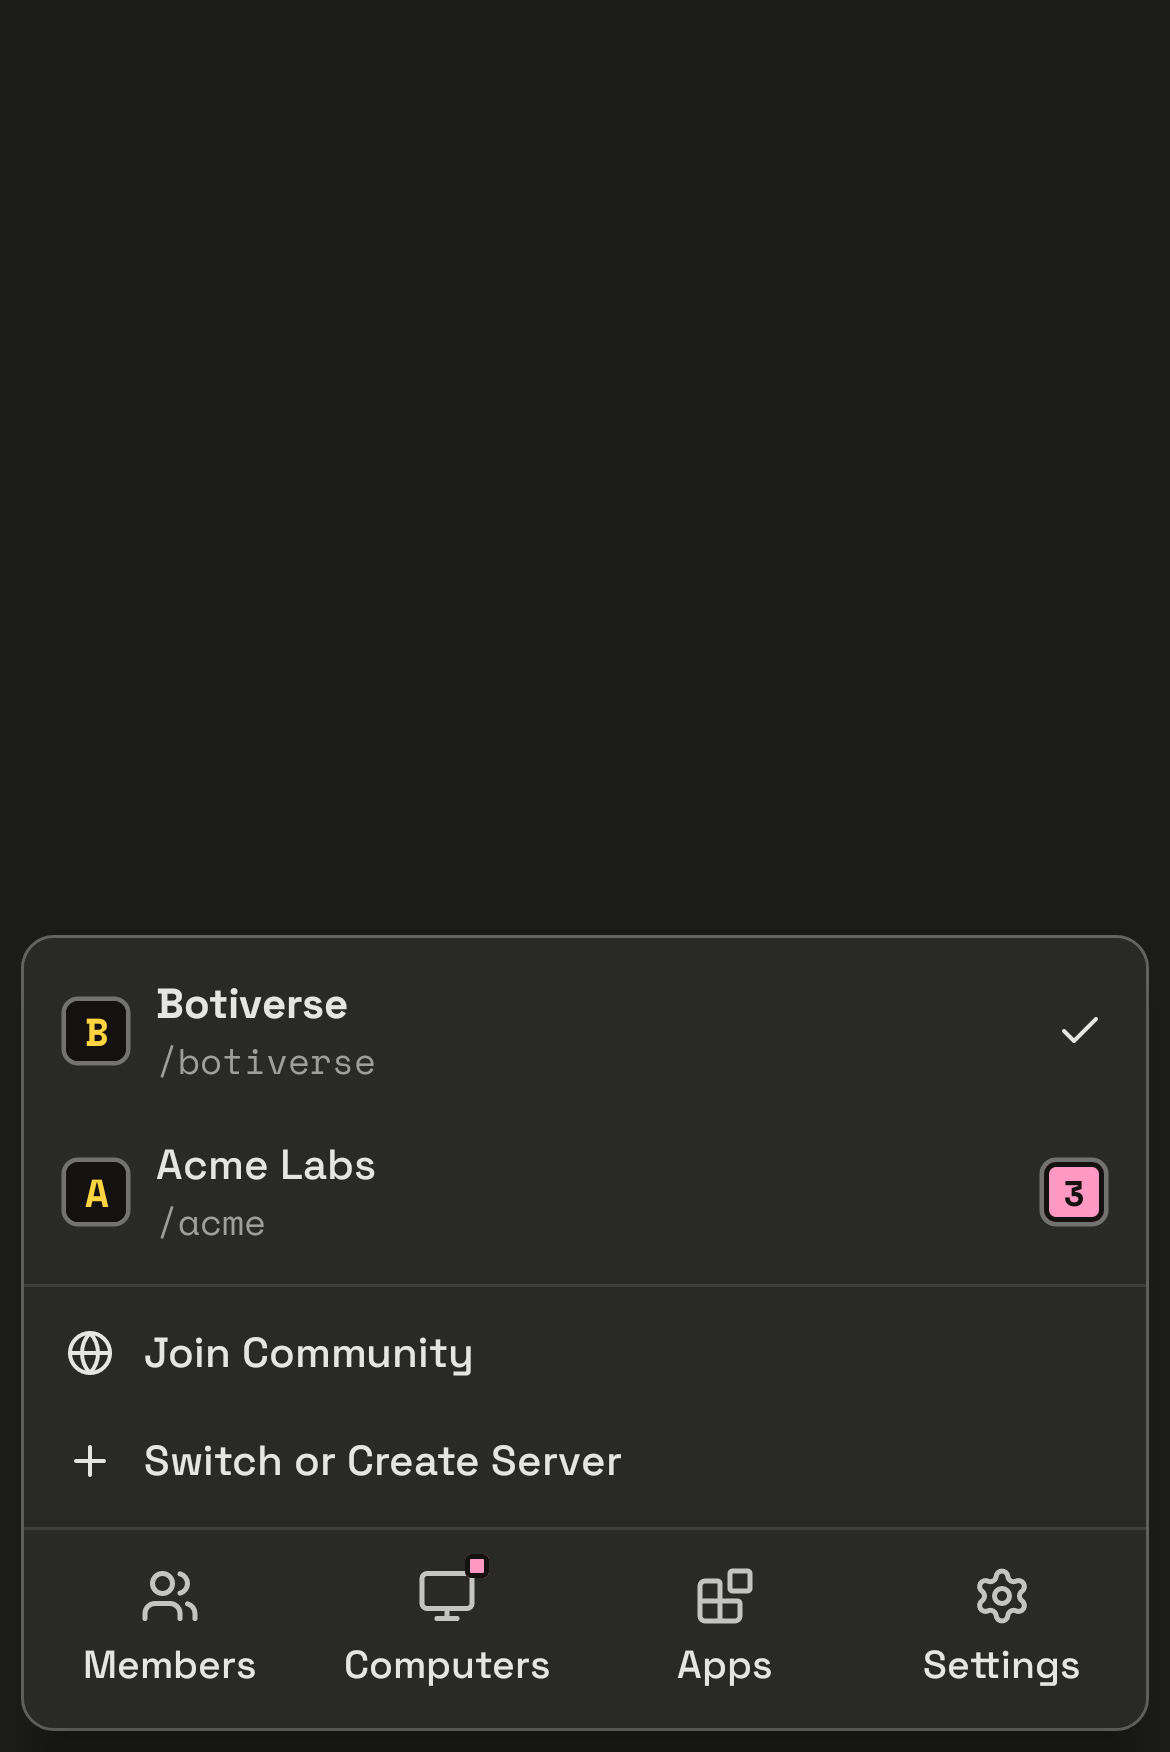 B
Botiverse
/botiverse
A
Acme Labs
/acme
3
Join Community
Switch or Create Server
Members
Computers
Apps
Settings